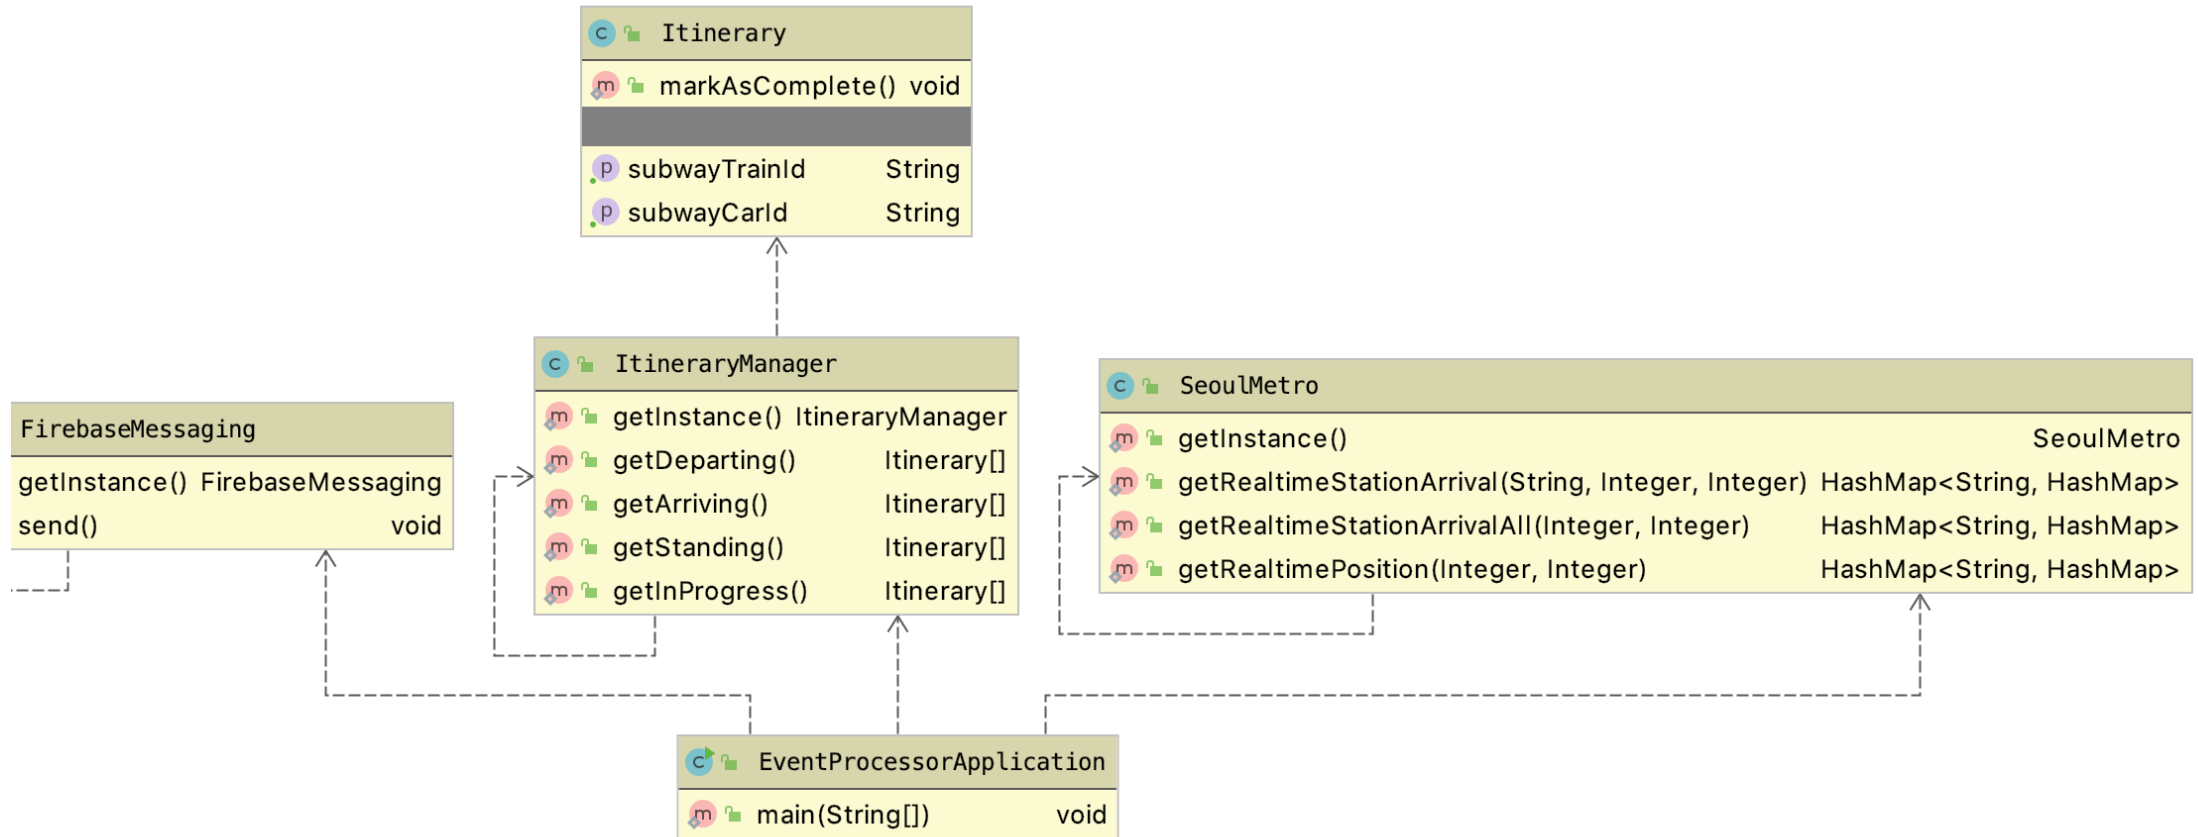 Itinerary
markAsComplete() void
subwayTrainId String
subwayCarId String
ItineraryManager
getInstance() ItineraryManager
getDeparting() Itinerary[]
getArriving() Itinerary[]
getStanding() Itinerary[]
getInProgress() Itinerary[]
SeoulMetro
getInstance() SeoulMetro
getRealtimeStationArrival(String, Integer, Integer) HashMap<String, HashMap>
getRealtimeStationArrivalAll(Integer, Integer) HashMap<String, HashMap>
getRealtimePosition(Integer, Integer) HashMap<String, HashMap>
FirebaseMessaging
getInstance() FirebaseMessaging
send() void
EventProcessorApplication
main(String[]) void